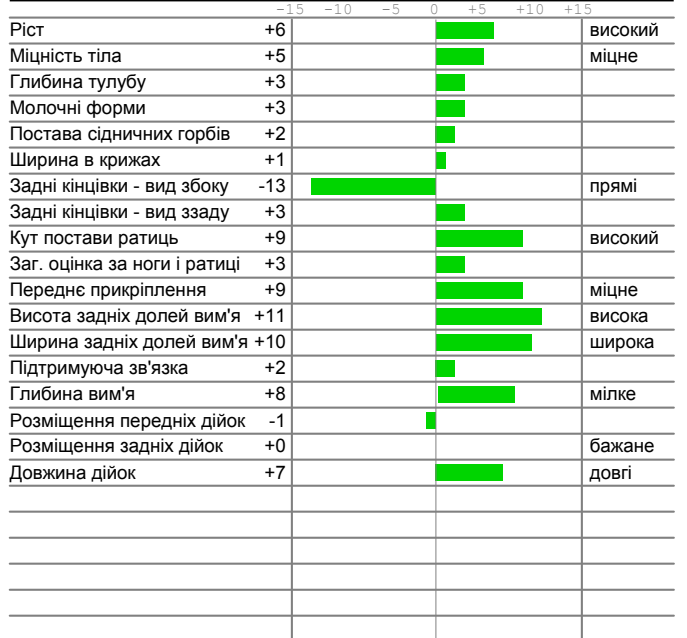 -15 -10 -5 0 +5 +10 +15
Ріст +6 високий
Міцність тіла +5 міцне
Глибина тулубу +3
Молочні форми +3
Постава сідничних горбів +2
Ширина в крижах +1
Задні кінцівки - вид збоку -13 прямі
Задні кінцівки - вид ззаду +3
Кут постави ратиць +9 високий
Заг. оцінка за ноги і ратиці +3
Переднє прикріплення +9 міцне
Висота задніх долей вим'я +11 висока
Ширина задніх долей вим'я +10 широка
Підтримуюча зв'язка +2
Глибина вим'я +8 мілке
Розміщення передніх дійок -1
Розміщення задніх дійок +0 бажане
Довжина дійок +7 довгі